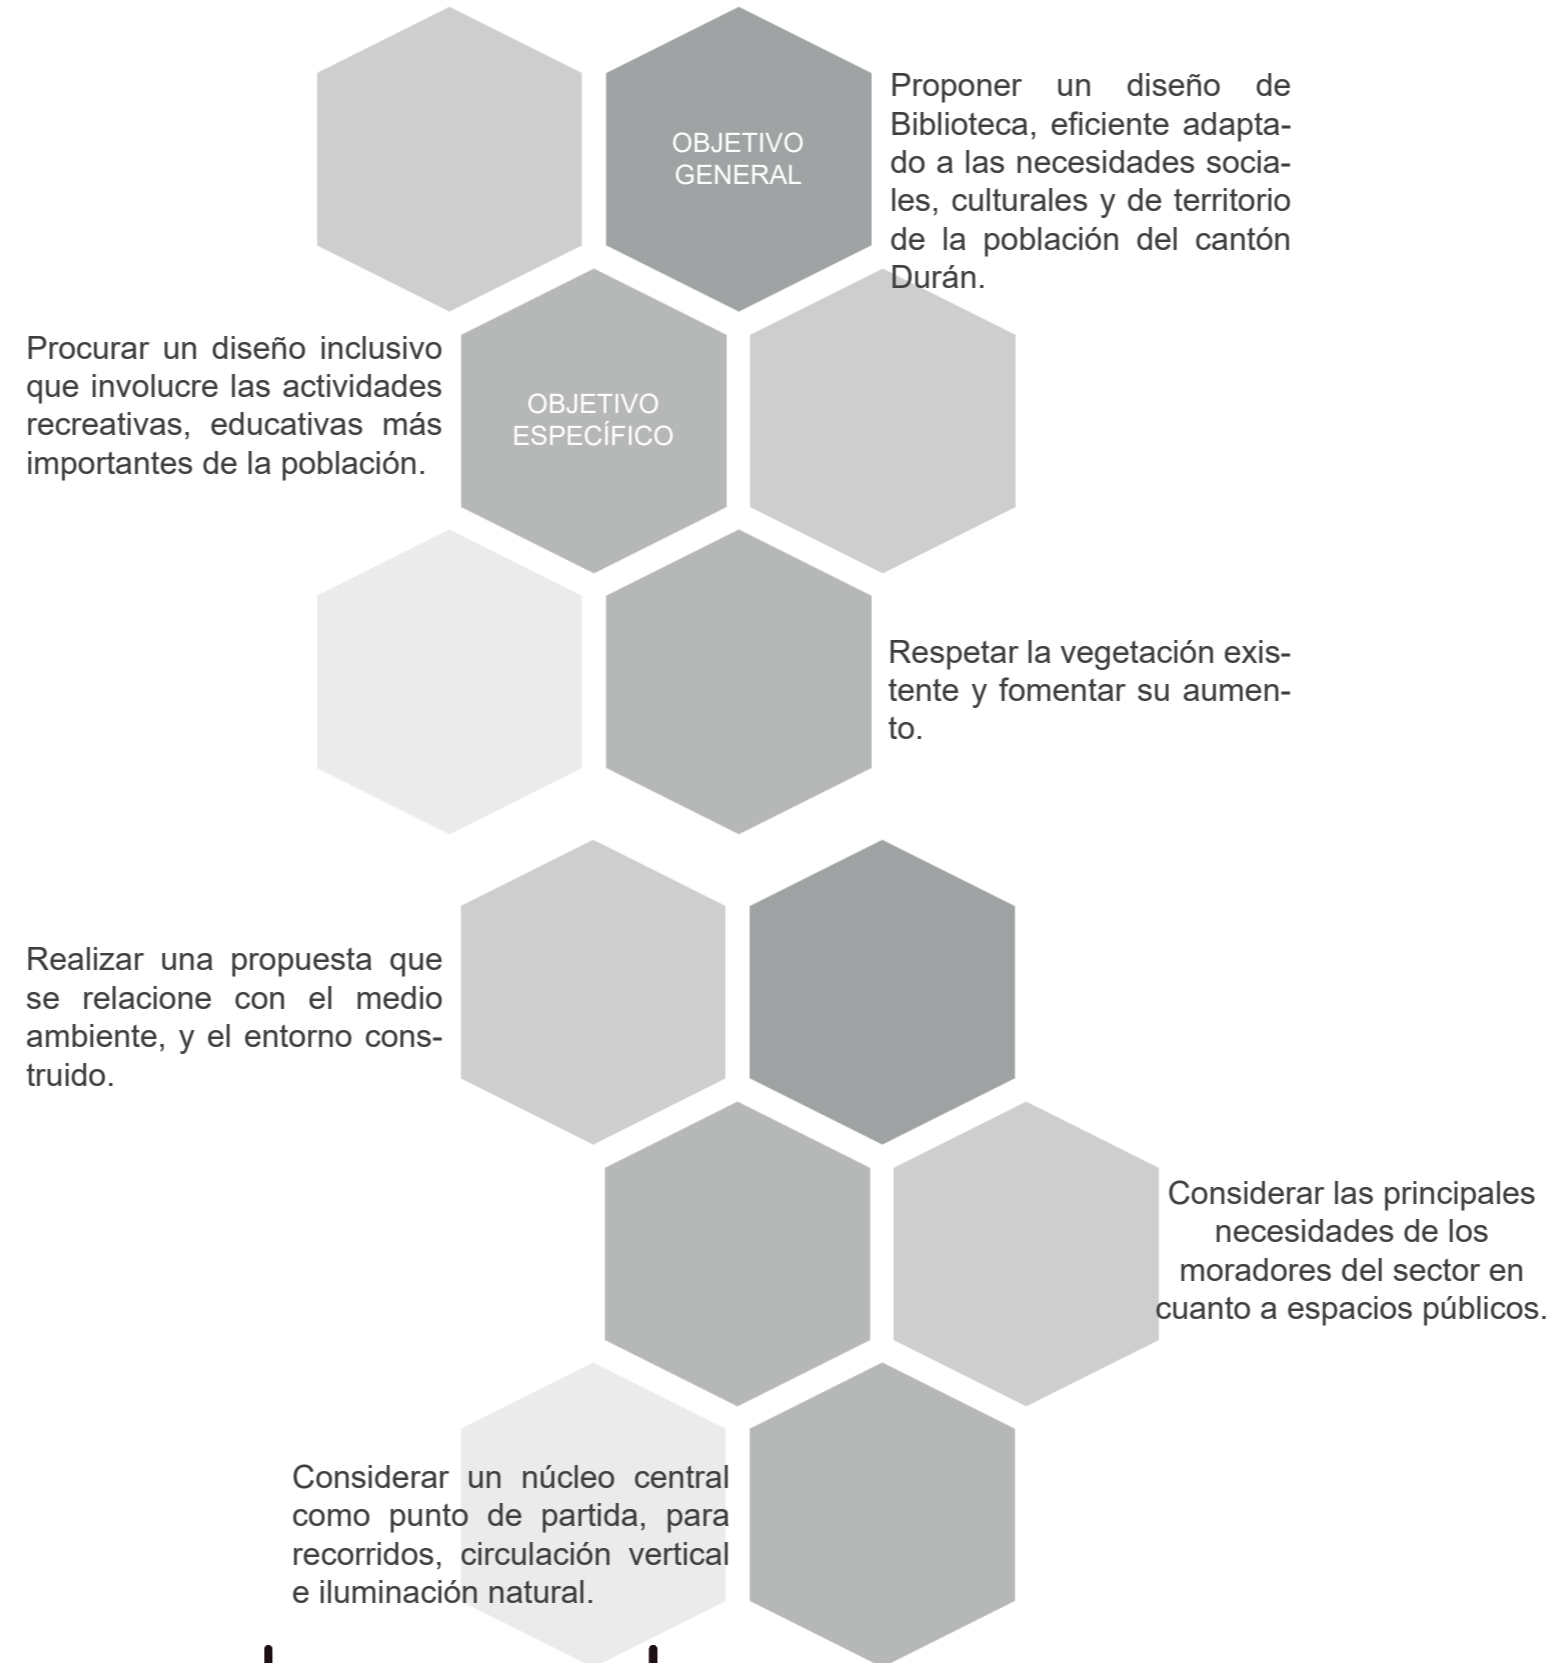 OBJETIVO
GENERAL
Proponer un diseño de
Biblioteca, eficiente adapta-
do a las necesidades socia-
les, culturales y de territorio
de la población del cantón
Durán.
Procurar un diseño inclusivo
que involucre las actividades
recreativas, educativas más
importantes de la población.
OBJETIVO
ESPECÍFICO
Respetar la vegetación exis-
tente y fomentar su aumen-
to.
Realizar una propuesta que
se relacione con el medio
ambiente, y el entorno cons-
truido.
Considerar las principales
necesidades de los
moradores del sector en
cuanto a espacios públicos.
Considerar un núcleo central
como punto de partida, para
recorridos, circulación vertical
e iluminación natural.